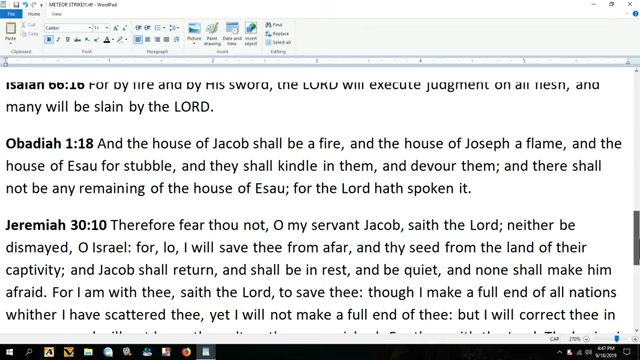 METEOR STRIKE!!.rtf - WordPad
File
Home
View
Cut
Copy
Paste
Calibri
11
Picture
Paint
drawing
Date and
time
Insert
object
Find
Replace
Select all
Isaiah 66:16 For by fire and by His sword, the LORD will execute judgment on all flesh, and
many will be slain by the LORD.
Obadiah 1:18 And the house of Jacob shall be a fire, and the house of Joseph a flame, and the
house of Esau for stubble, and they shall kindle in them, and devour them; and there shall
not be any remaining of the house of Esau; for the Lord hath spoken it.
Jeremiah 30:10 Therefore fear thou not, O my servant Jacob, saith the Lord; neither be
dismayed, O Israel: for, lo, I will save thee from afar, and thy seed from the land of their
captivity; and Jacob shall return, and shall be in rest, and be quiet, and none shall make him
afraid. For I am with thee, saith the Lord, to save thee: though I make a full end of all nations
whither I have scattered thee, yet I will not make a full end of thee: but I will correct thee in
CAP
270%
4:47 PM
9/18/2019